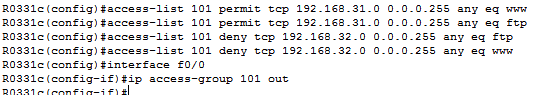 R0331c(config)#access-list 101 permit tcp 192.168.31.0 0.0.0.255 any eq www
R0331c(config)#access-list 101 permit tcp 192.168.31.0 0.0.0.255 any eq ftp
R0331c(config)#access-list 101 deny tcp 192.168.32.0 0.0.0.255 any eq ftp
R0331c(config)#access-list 101 deny tcp 192.168.32.0 0.0.0.255 any eq www
R0331c(config)#interface f0/0
R0331c(config-if)#ip access-group 101 out
R0331c(config-if)#